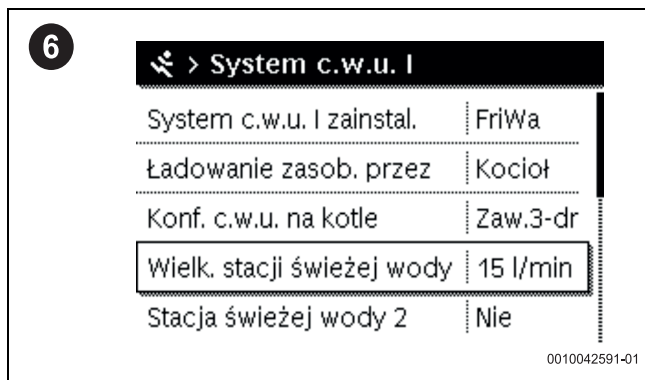 6
> System c.w.u. I
System c.w.u. I zainstal. FriWa
Ładowanie zasob. przez Kocioł
Konf. c.w.u. na kotle Zaw.3-dr
Wielk. stacji świeżej wody 15 l/min
Stacja świeżej wody 2 Nie
0010042591-01